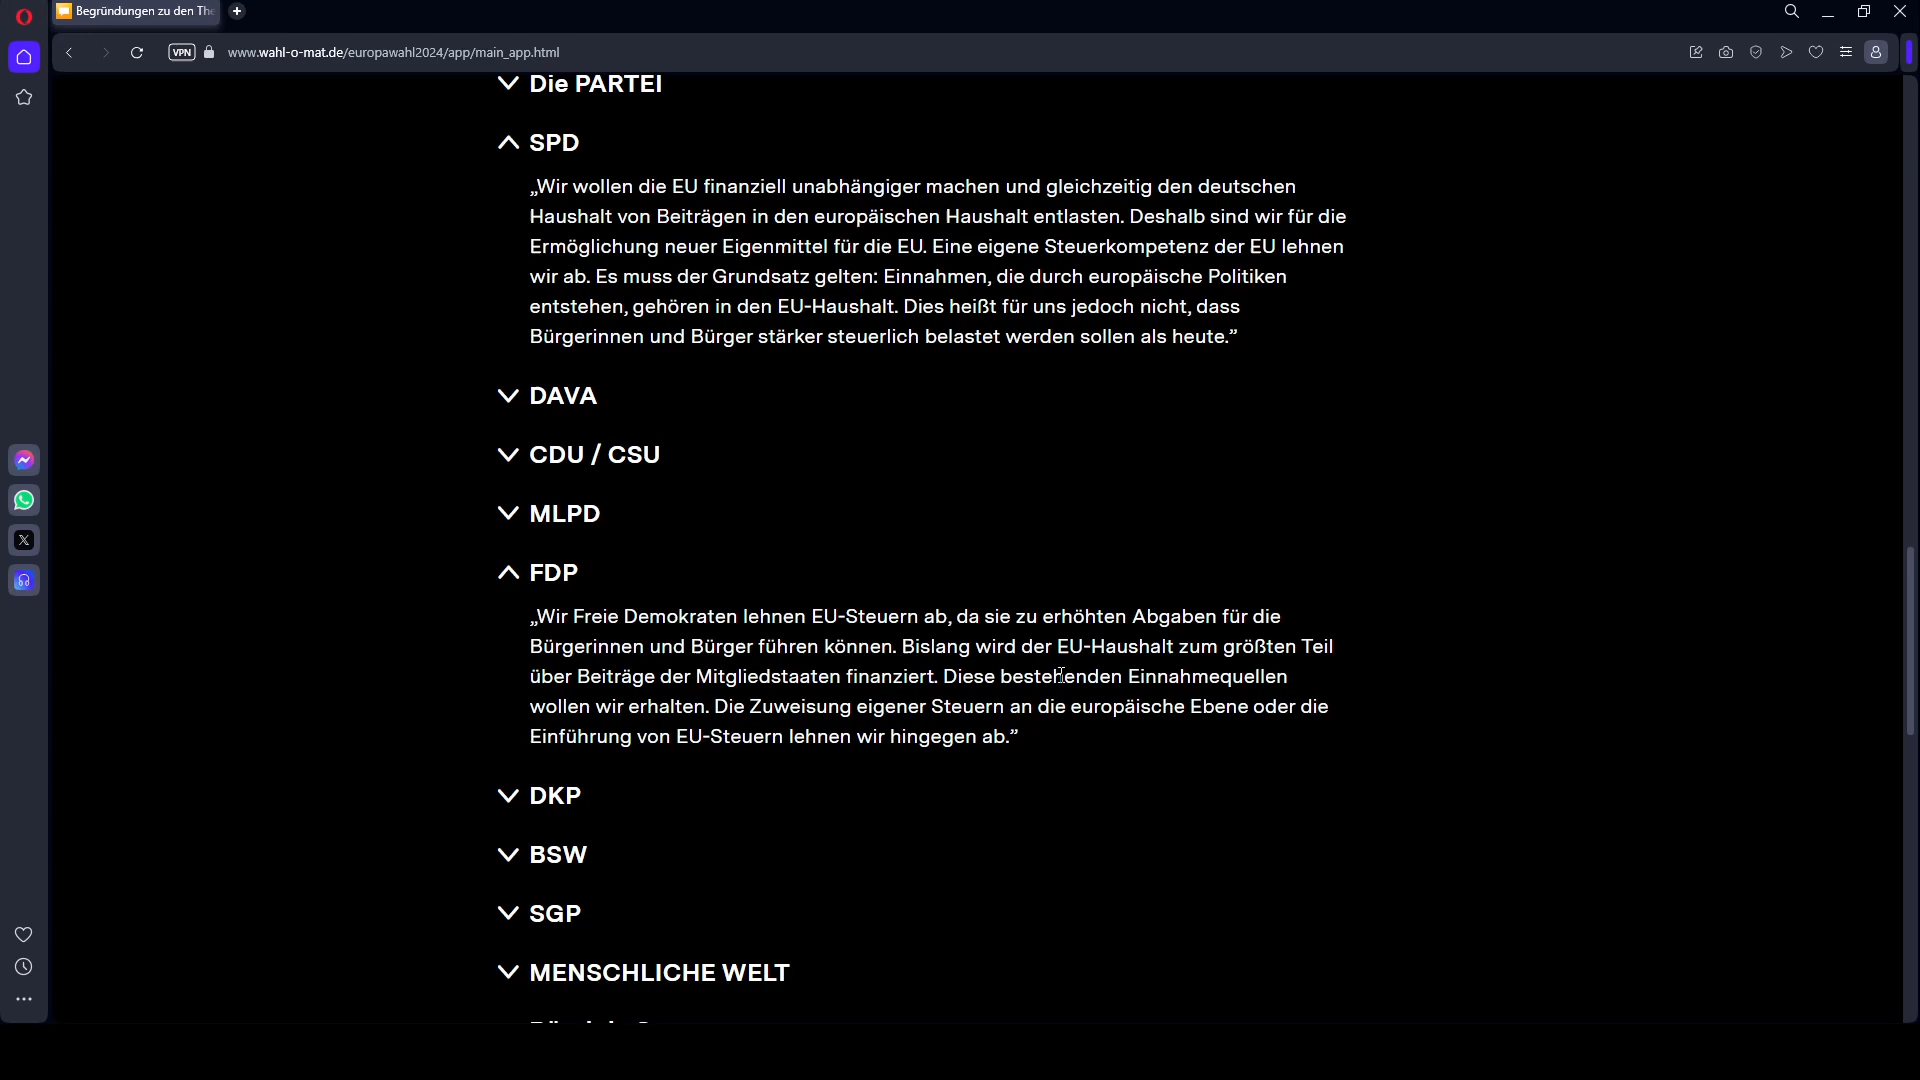 Begründungen zu den The
VPN
www.wahl-o-mat.de/europawahl2024/app/main_app.html
Die PARTEI
SPD
„Wir wollen die EU finanziell unabhängiger machen und gleichzeitig den deutschen
Haushalt von Beiträgen in den europäischen Haushalt entlasten. Deshalb sind wir für die
Ermöglichung neuer Eigenmittel für die EU. Eine eigene Steuerkompetenz der EU lehnen
wir ab. Es muss der Grundsatz gelten: Einnahmen, die durch europäische Politiken
entstehen, gehören in den EU-Haushalt. Dies heißt für uns jedoch nicht, dass
Bürgerinnen und Bürger stärker steuerlich belastet werden sollen als heute.”
DAVA
CDU / CSU
MLPD
FDP
„Wir Freie Demokraten lehnen EU-Steuern ab, da sie zu erhöhten Abgaben für die
Bürgerinnen und Bürger führen können. Bislang wird der EU-Haushalt zum größten Teil
über Beiträge der Mitgliedstaaten finanziert. Diese bestehenden Einnahmequellen
wollen wir erhalten. Die Zuweisung eigener Steuern an die europäische Ebene oder die
Einführung von EU-Steuern lehnen wir hingegen ab.”
DKP
BSW
SGP
MENSCHLICHE WELT